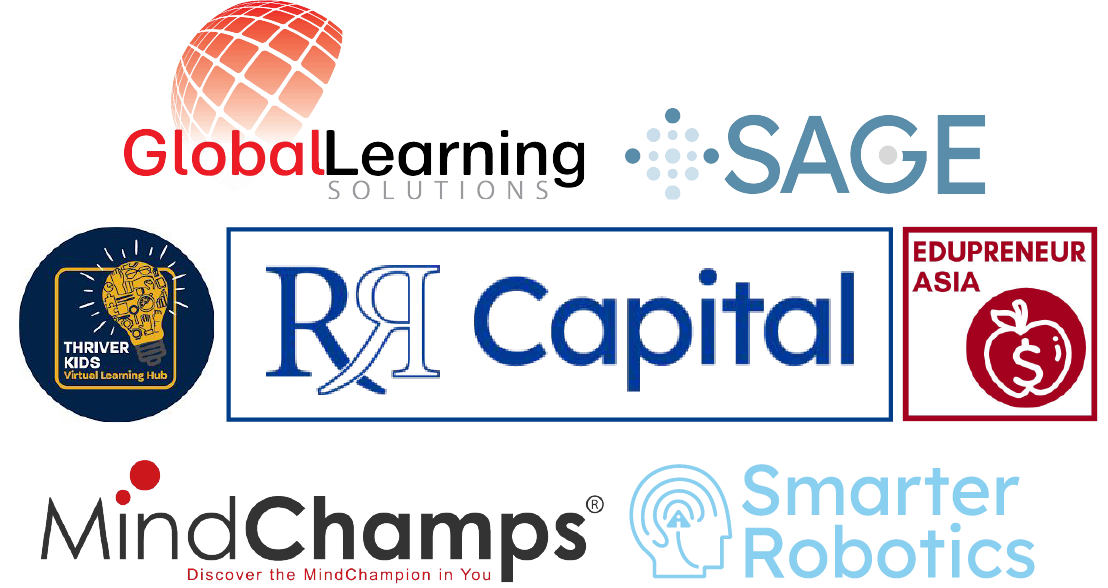 GlobalLearning
SOLUTIONS
SAGE
THRIVER
KIDS
Virtual Learning Hub
RR Capital
EDUPRENEUR
ASIA
$
MindChamps®
Discover the MindChampion in You
Smarter
Robotics